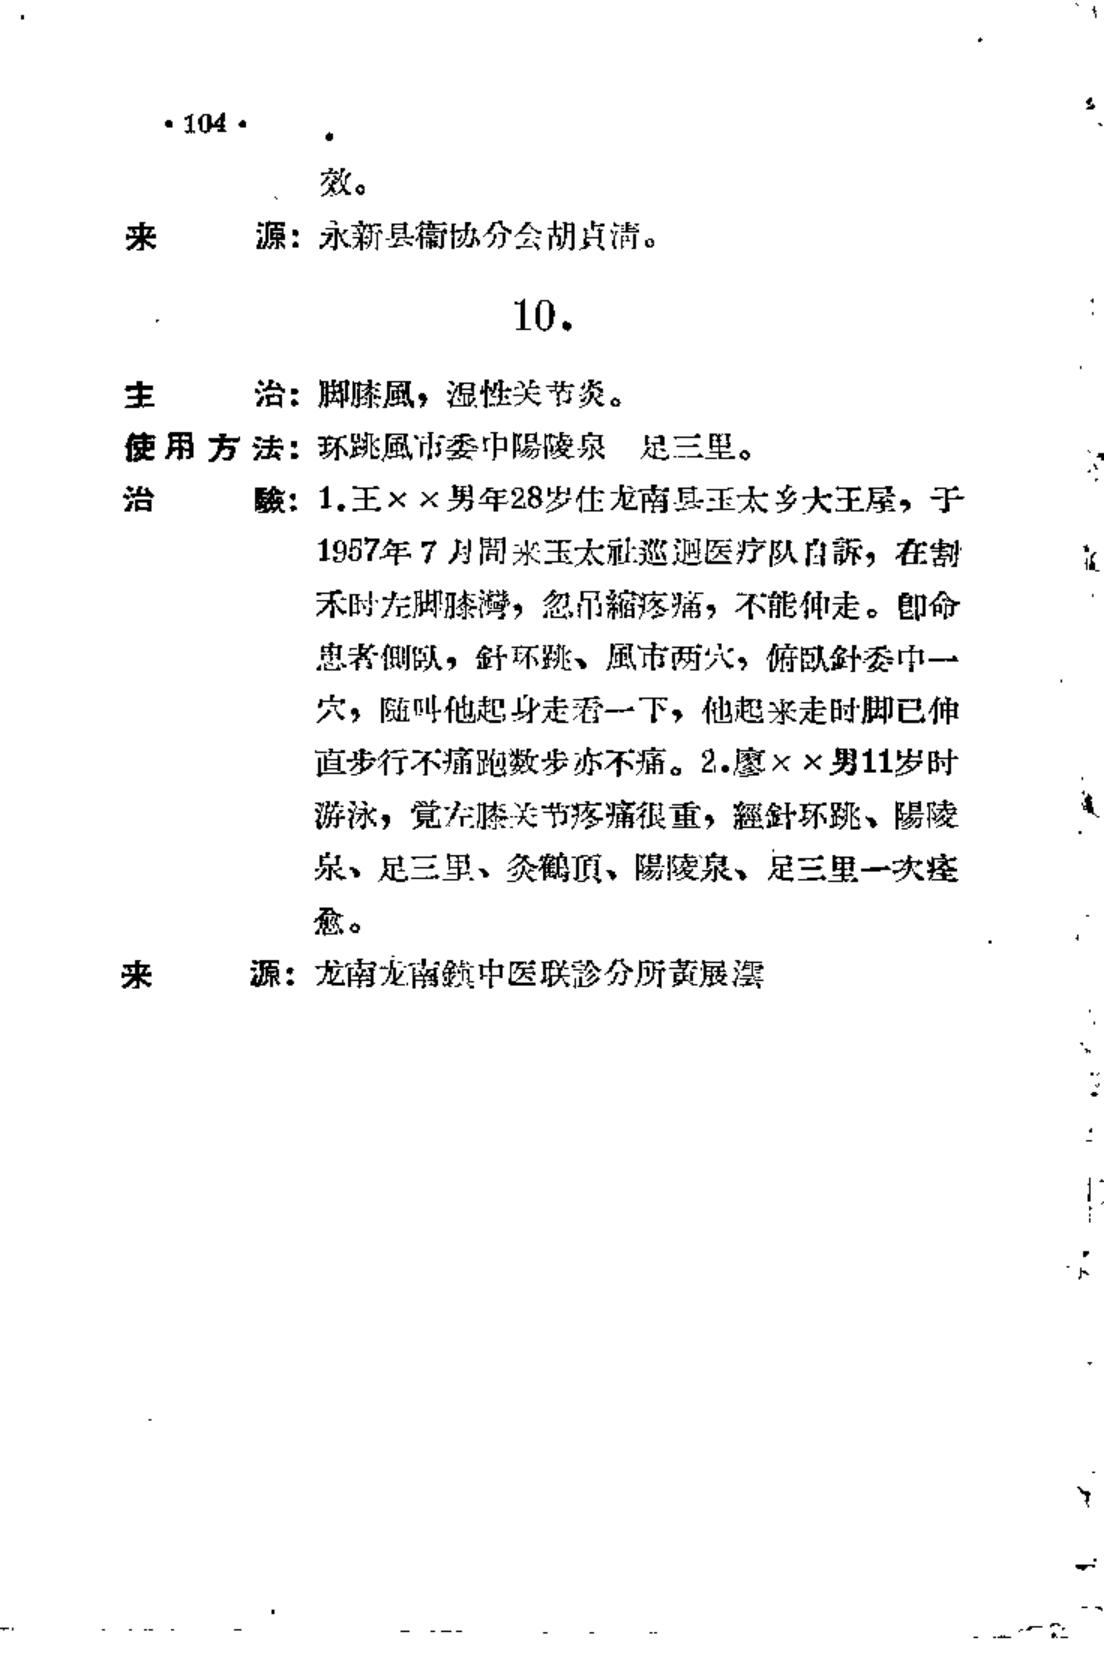 ·104·
效。
来源：永新县衞协分会胡貞淸。
10.
主治：脚膝風，湿性关节炎。
使用方法：环跳風市委中陽陵泉　足三里。
治驗：1.王××男年28岁住龙南县玉太乡大王屋，于
1957年7月間来玉太社巡迥医疗队自訴，在割
禾时左脚膝灣，忽吊縮疼痛，不能伸走。卽命
患者側臥，針环跳、風市两穴，俯臥針委中一
穴，随叫他起身走看一下，他起来走时脚已伸
直步行不痛跑数步亦不痛。2.廖××男11岁时
游泳，覚左膝关节疼痛很重，經針环跳、陽陵
泉、足三里、灸鶴頂、陽陵泉、足三里一次痊
愈。
来源：龙南龙南鎮中医联診分所黃展澐